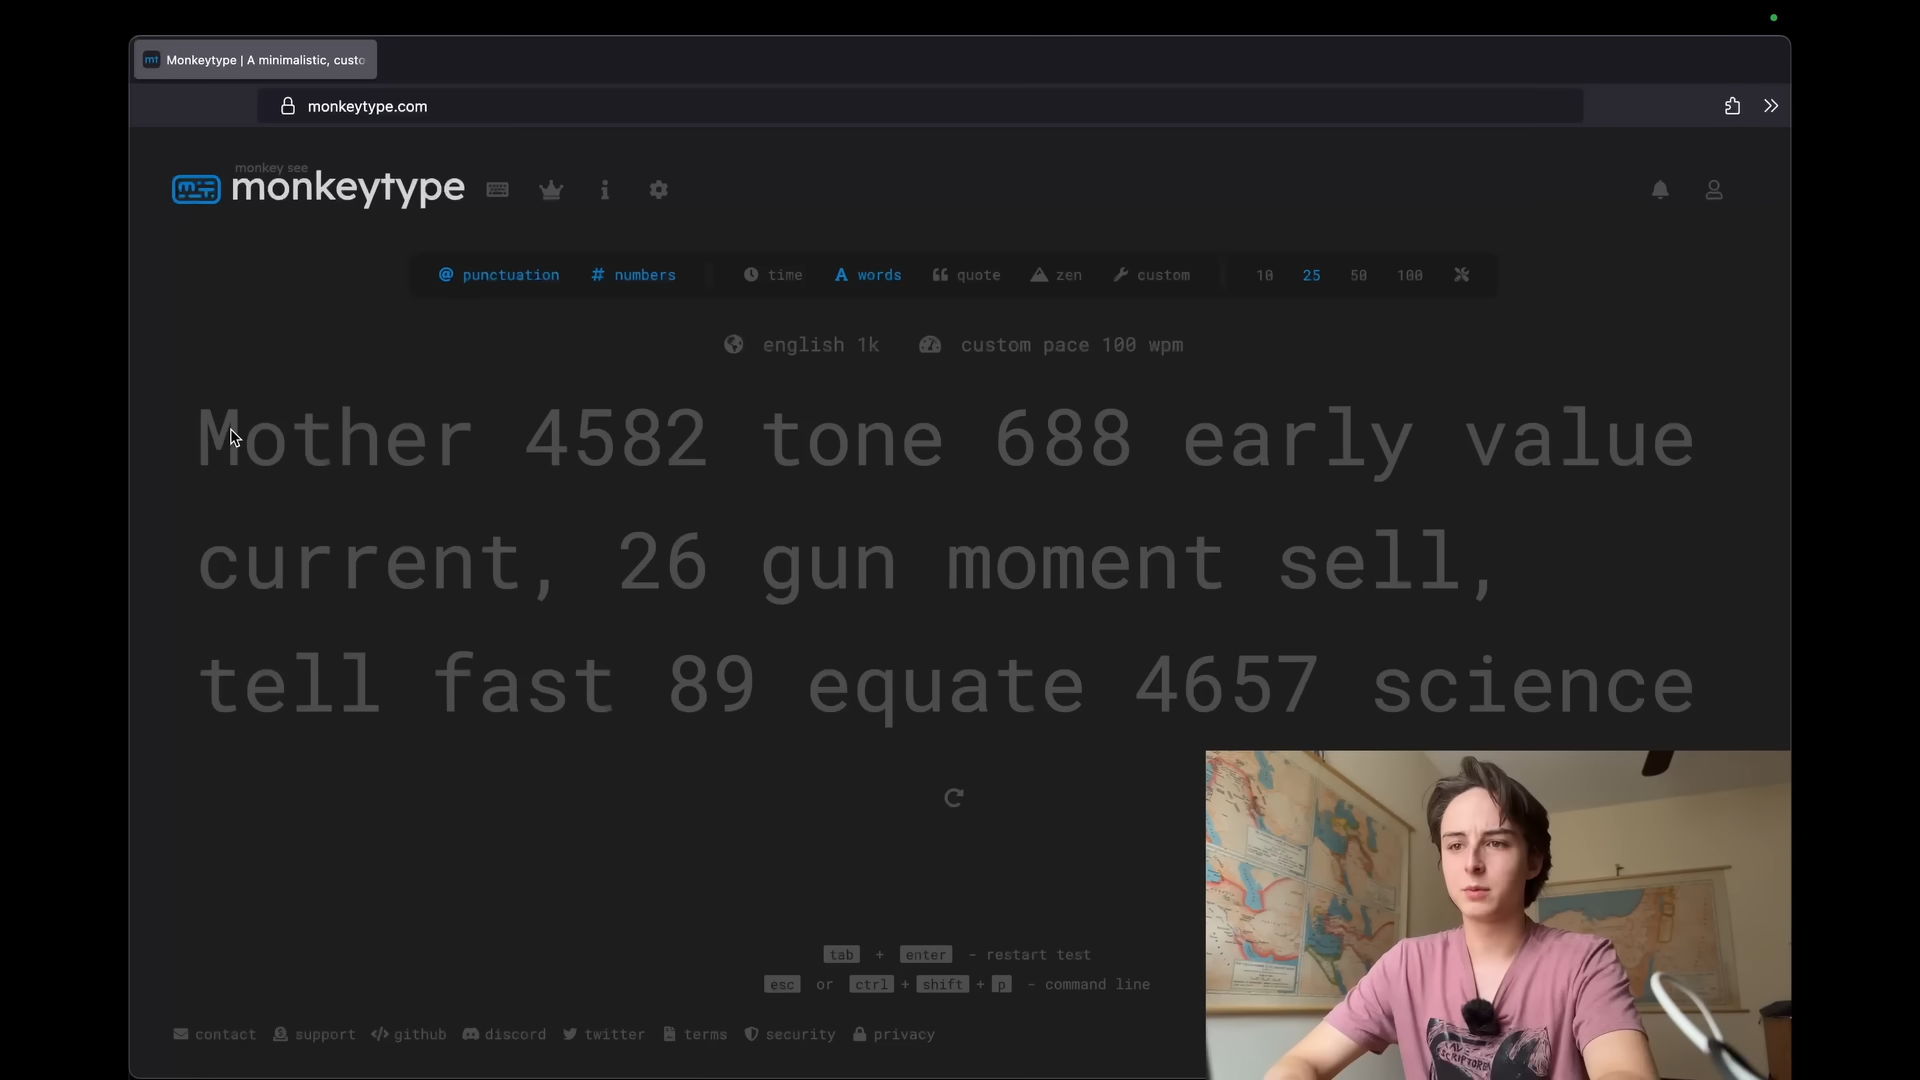 Monkeytype | A minimalistic, custo
monkeytype.com
monkey see
monkeytype
@ punctuation # numbers time A words quote zen custom 10 25 50 100
english 1k custom pace 100 wpm
Mother 4582 tone 688 early value
current, 26 gun moment sell,
tell fast 89 equate 4657 science
tab + enter - restart test
esc or ctrl + shift + p - command line
contact support github discord twitter terms security privacy